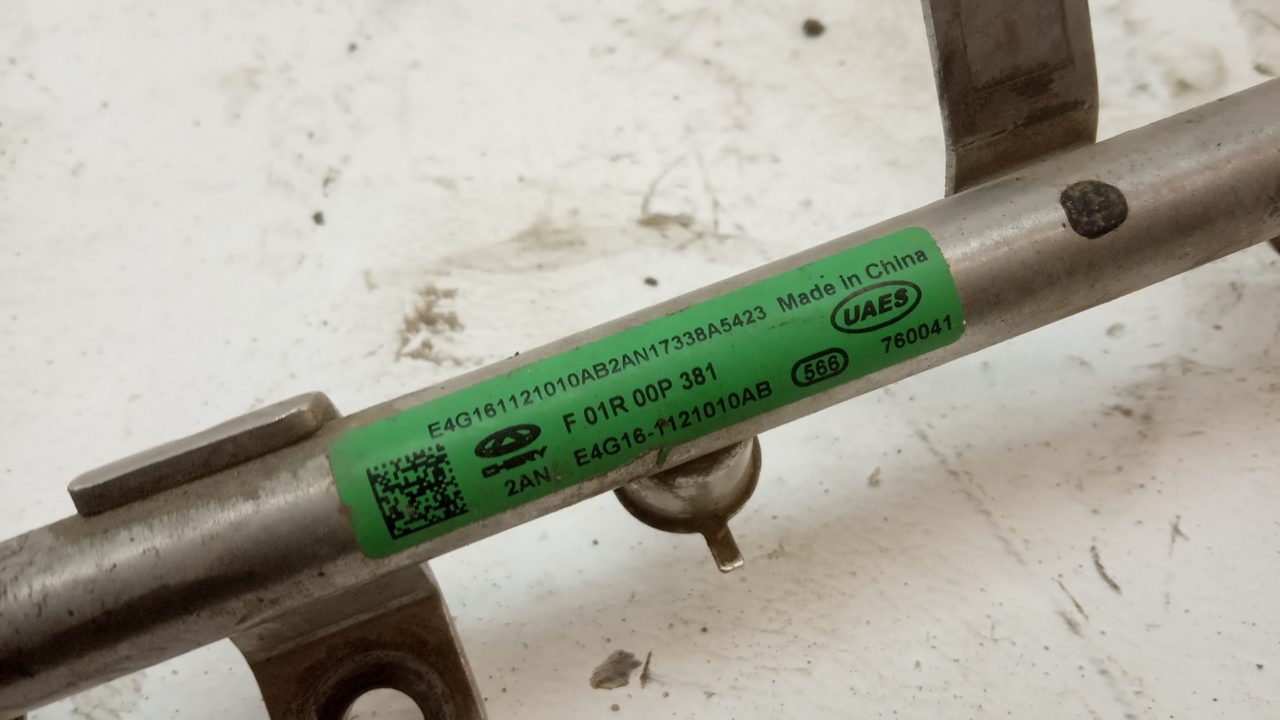 E4G161121010AB2AN17338A5423 Made in China
F 01R 00P 381 UAES
CHERY
2AN E4G16-1121010AB 566 760041